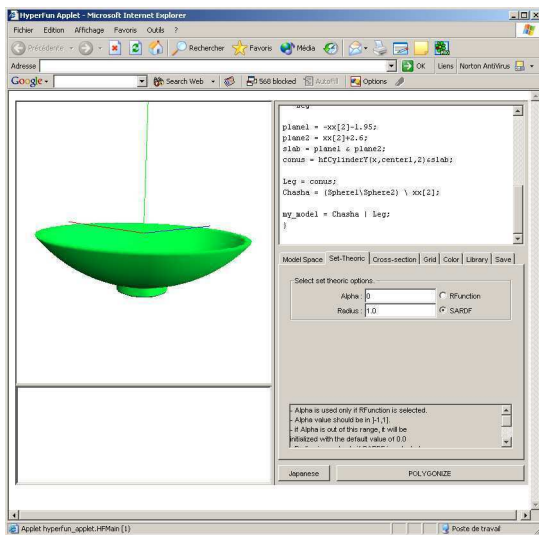 HyperFun Applet - Microsoft Internet Explorer
Fichier Edition Affichage Favoris Outils ?
Précédente Rechercher Favoris Média
Adresse OK Liens Norton AntiVirus
Google Search Web 568 blocked AutoFill Options
plane1 = -xx[2]-1.95;
plane2 = xx[2]+2.6;
slab = plane1 & plane2;
conus = hfCylinderY(x,center1,2)&slab;
Leg = conus;
Chasha = (Sphere1\Sphere2) \ xx[2];
my_model = Chasha | Leg;
}
Model Space Set-Theoric Cross-section Grid Color Library Save
Select set theoric options.
Alpha : 0 RFunction
Radius : 1.0 SARDF
- Alpha is used only if RFunction is selected.
- Alpha value should be in ]-1,1].
- if Alpha is out of this range, it will be
initialized with the default value of 0.0
Japanese POLYGONIZE
Applet hyperfun_applet.HFMain [1] Poste de travail